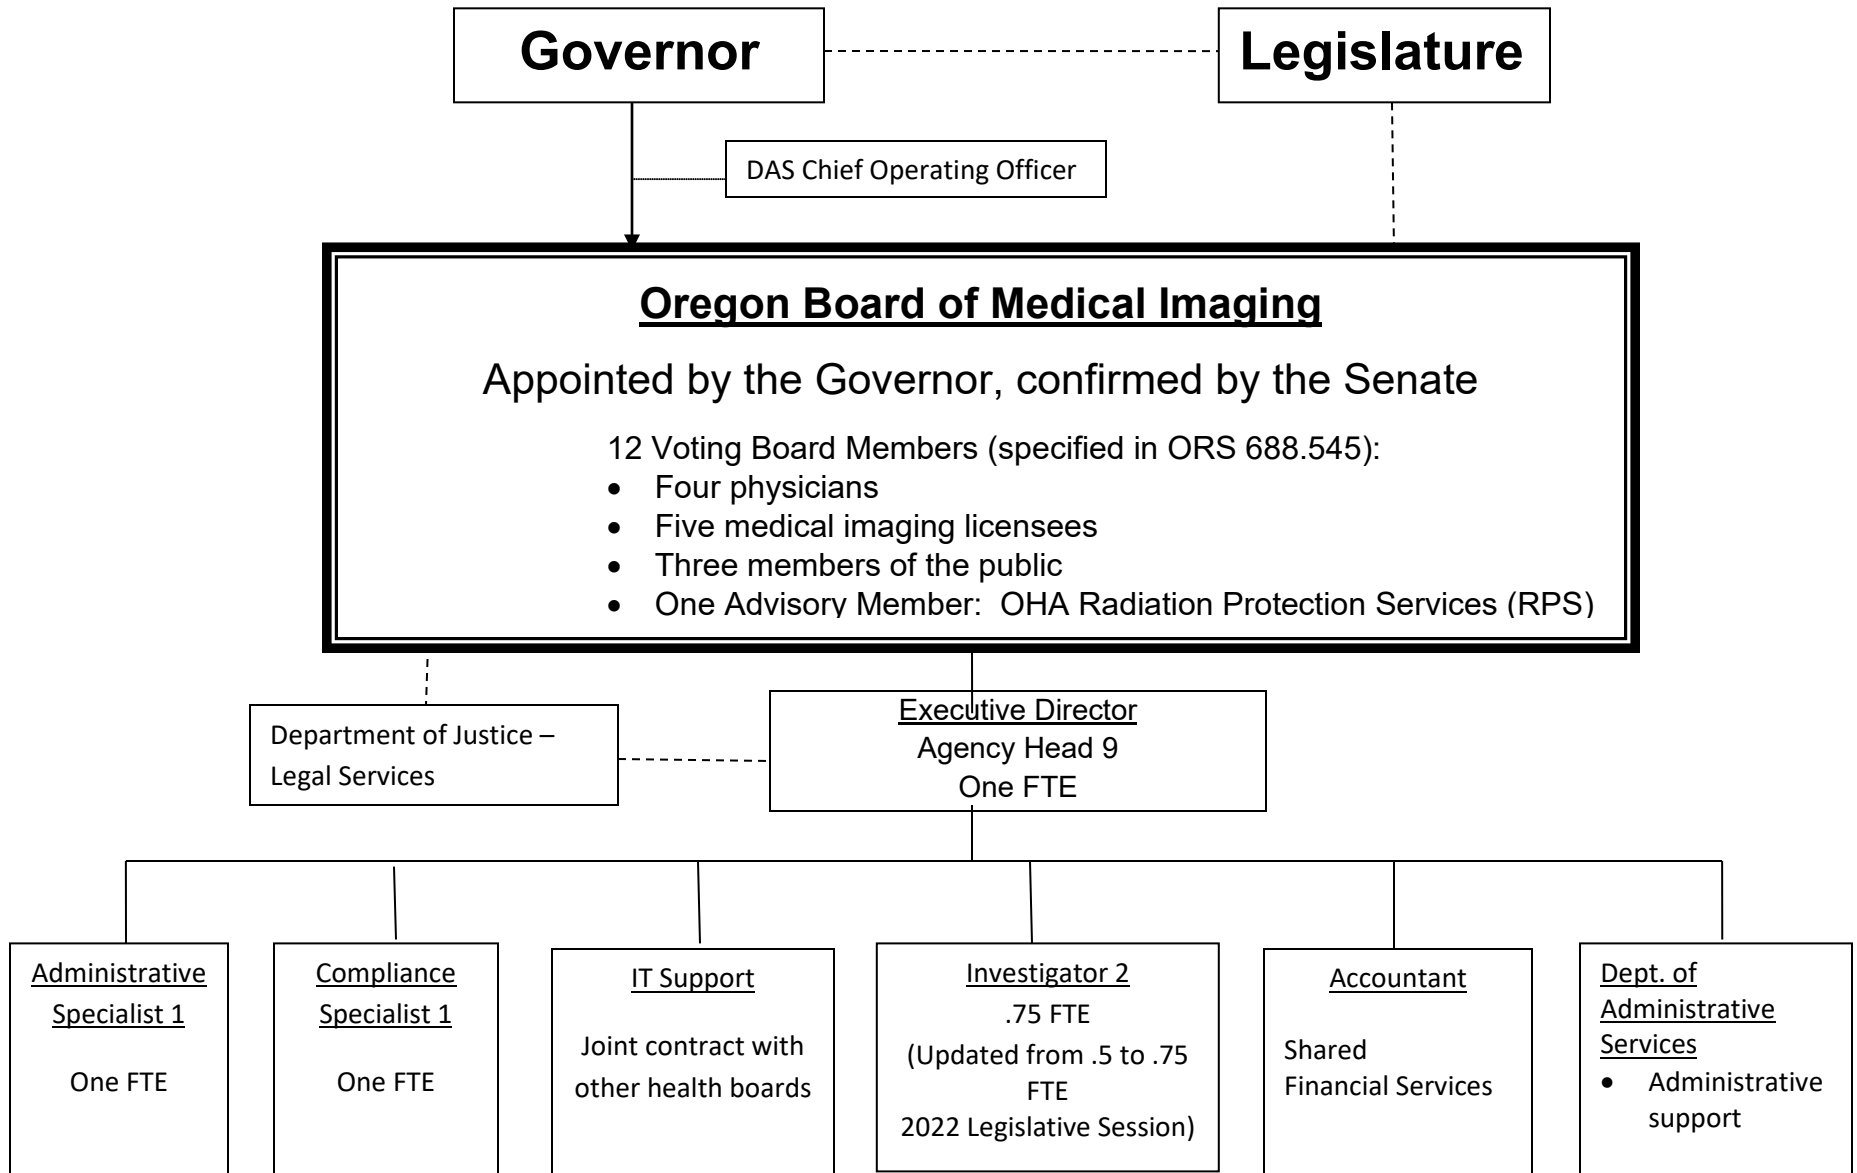 Governor
Legislature
DAS Chief Operating Officer
Oregon Board of Medical Imaging
Appointed by the Governor, confirmed by the Senate
12 Voting Board Members (specified in ORS 688.545):
• Four physicians
• Five medical imaging licensees
• Three members of the public
• One Advisory Member: OHA Radiation Protection Services (RPS)
Department of Justice –
Legal Services
Executive Director
Agency Head 9
One FTE
Administrative
Specialist 1
One FTE
Compliance
Specialist 1
One FTE
IT Support
Joint contract with
other health boards
Investigator 2
.75 FTE
(Updated from .5 to .75
FTE
2022 Legislative Session)
Accountant
Shared
Financial Services
Dept. of
Administrative
Services
• Administrative
support